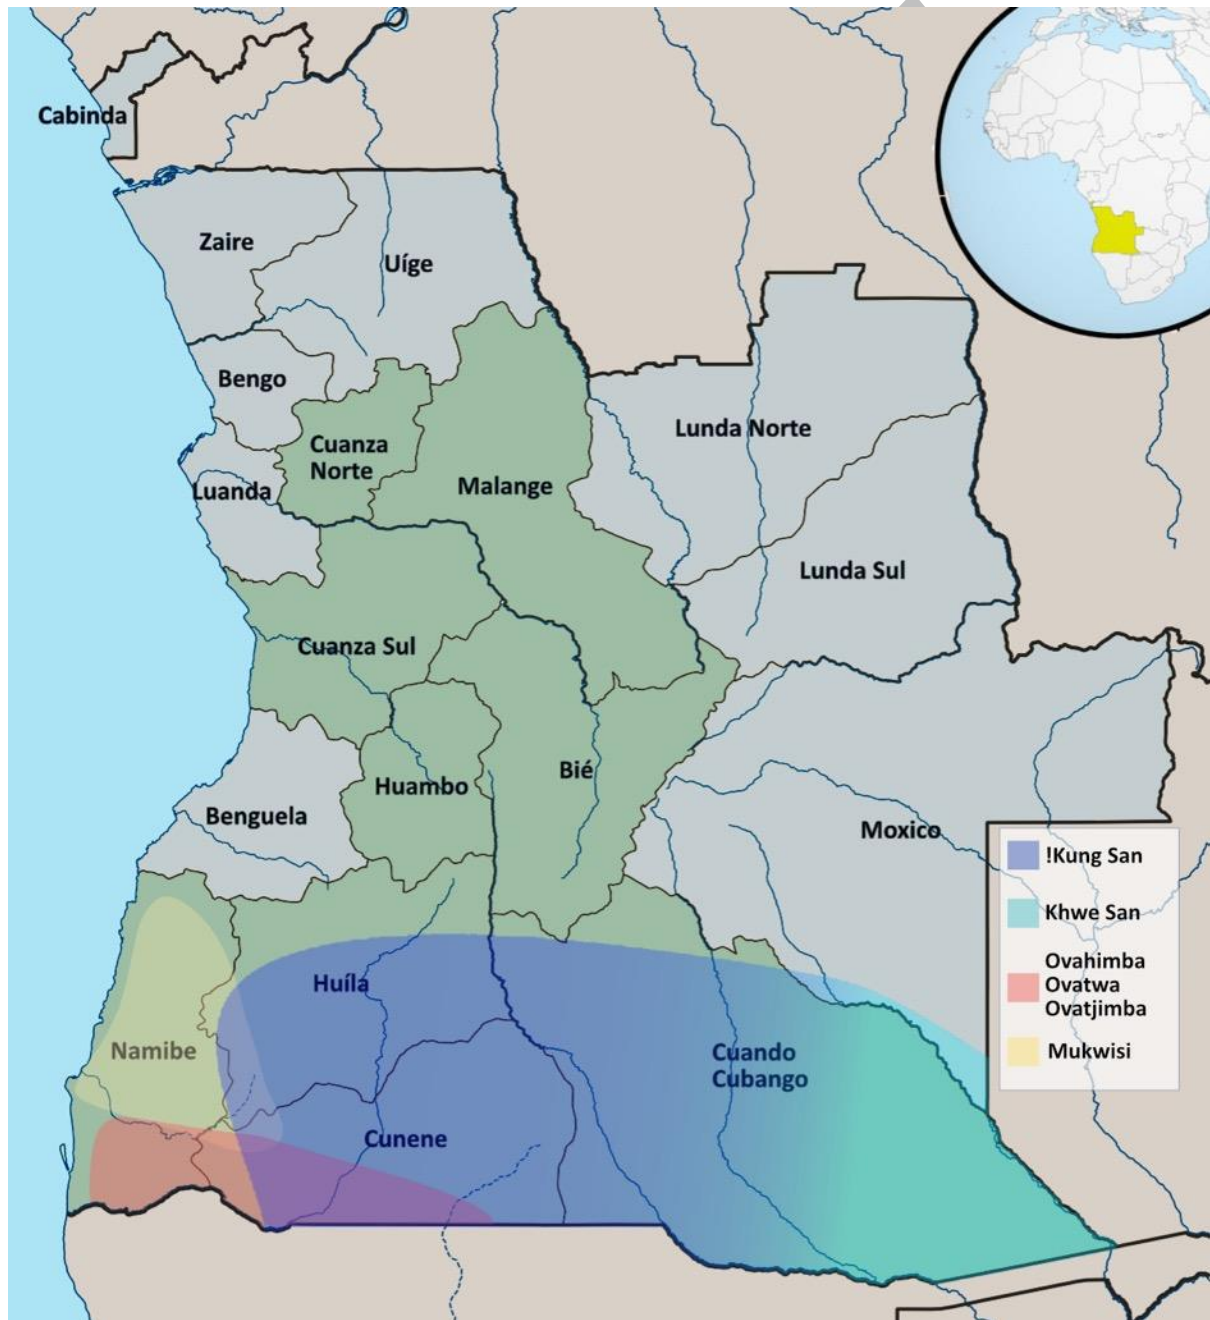 Cabinda
Zaire
Uíge
Bengo
Cuanza
Norte
Lunda Norte
Luanda
Malange
Lunda Sul
Cuanza Sul
Huambo
Bié
Benguela
Moxico
!Kung San
Khwe San
Ovahimba
Ovatwa
Ovatjimba
Mukwisi
Huíla
Namibe
Cuando
Cubango
Cunene